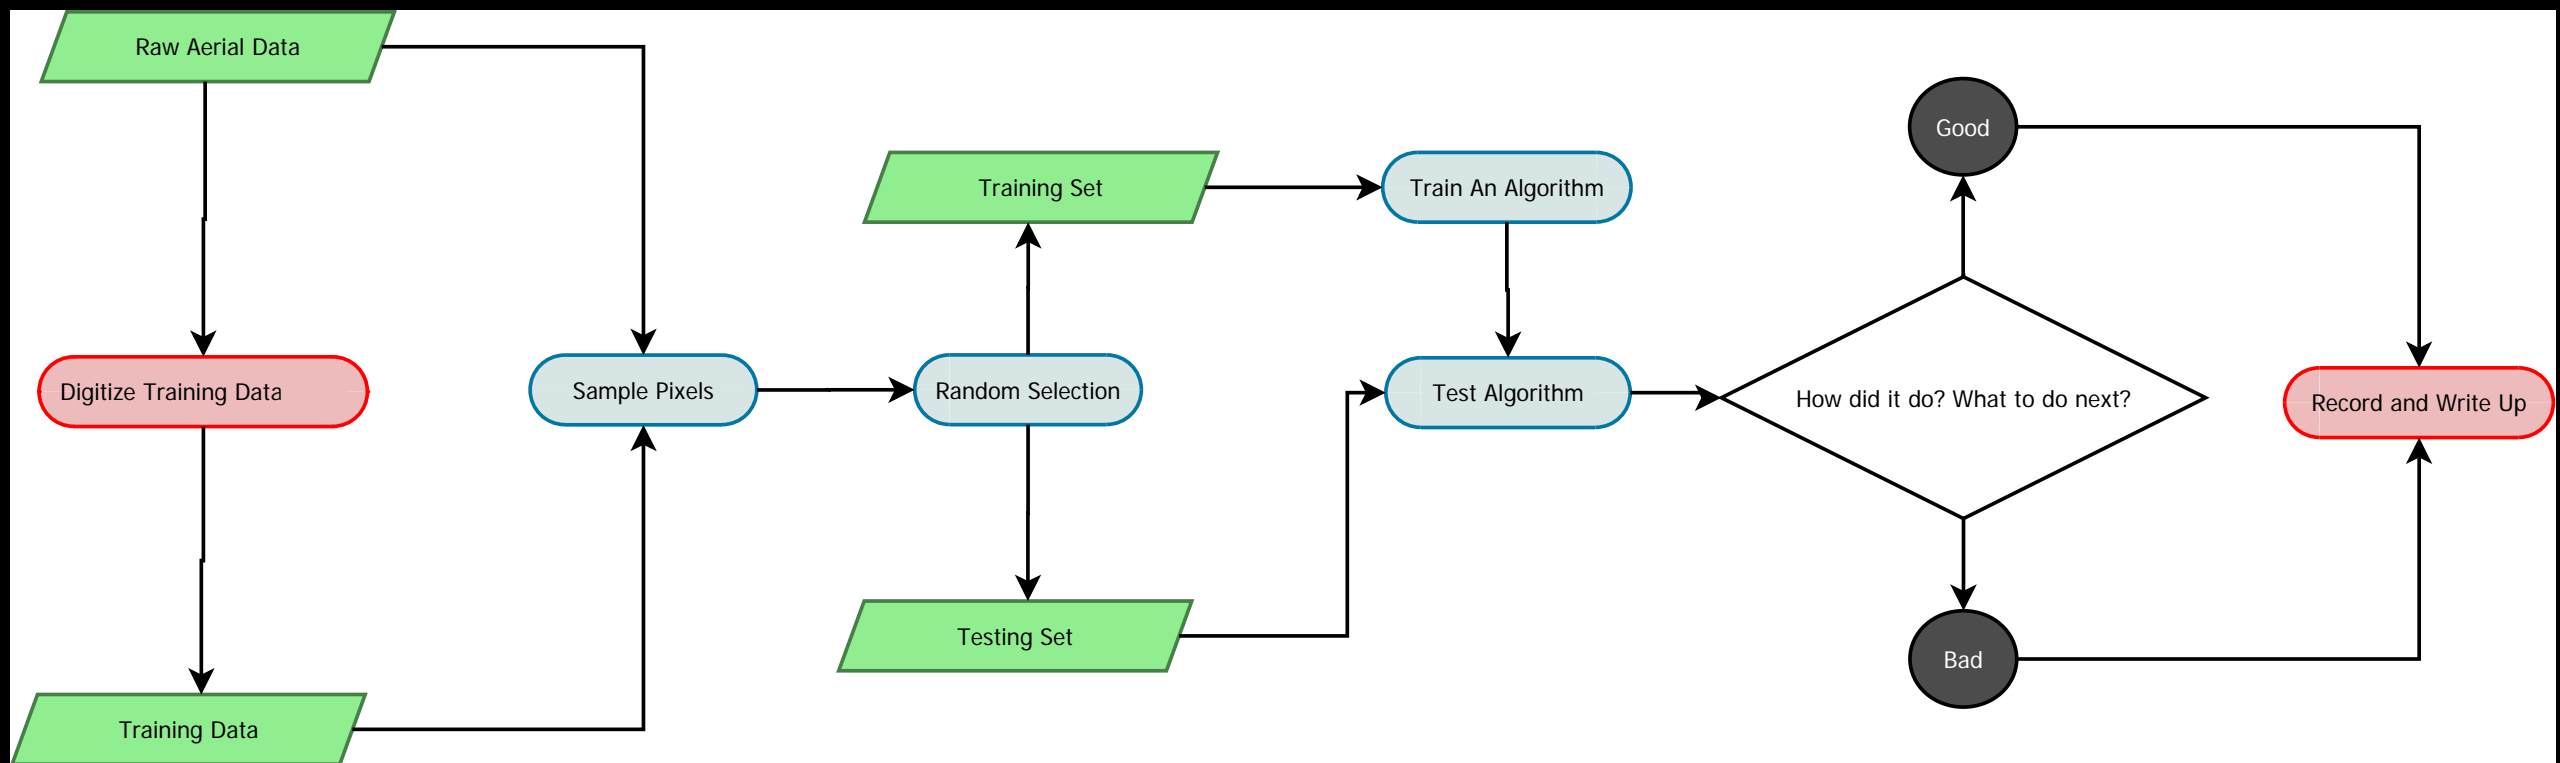 Raw Aerial Data
Digitize Training Data
Training Data
Sample Pixels
Random Selection
Training Set
Testing Set
Train An Algorithm
Test Algorithm
How did it do? What to do next?
Good
Bad
Record and Write Up